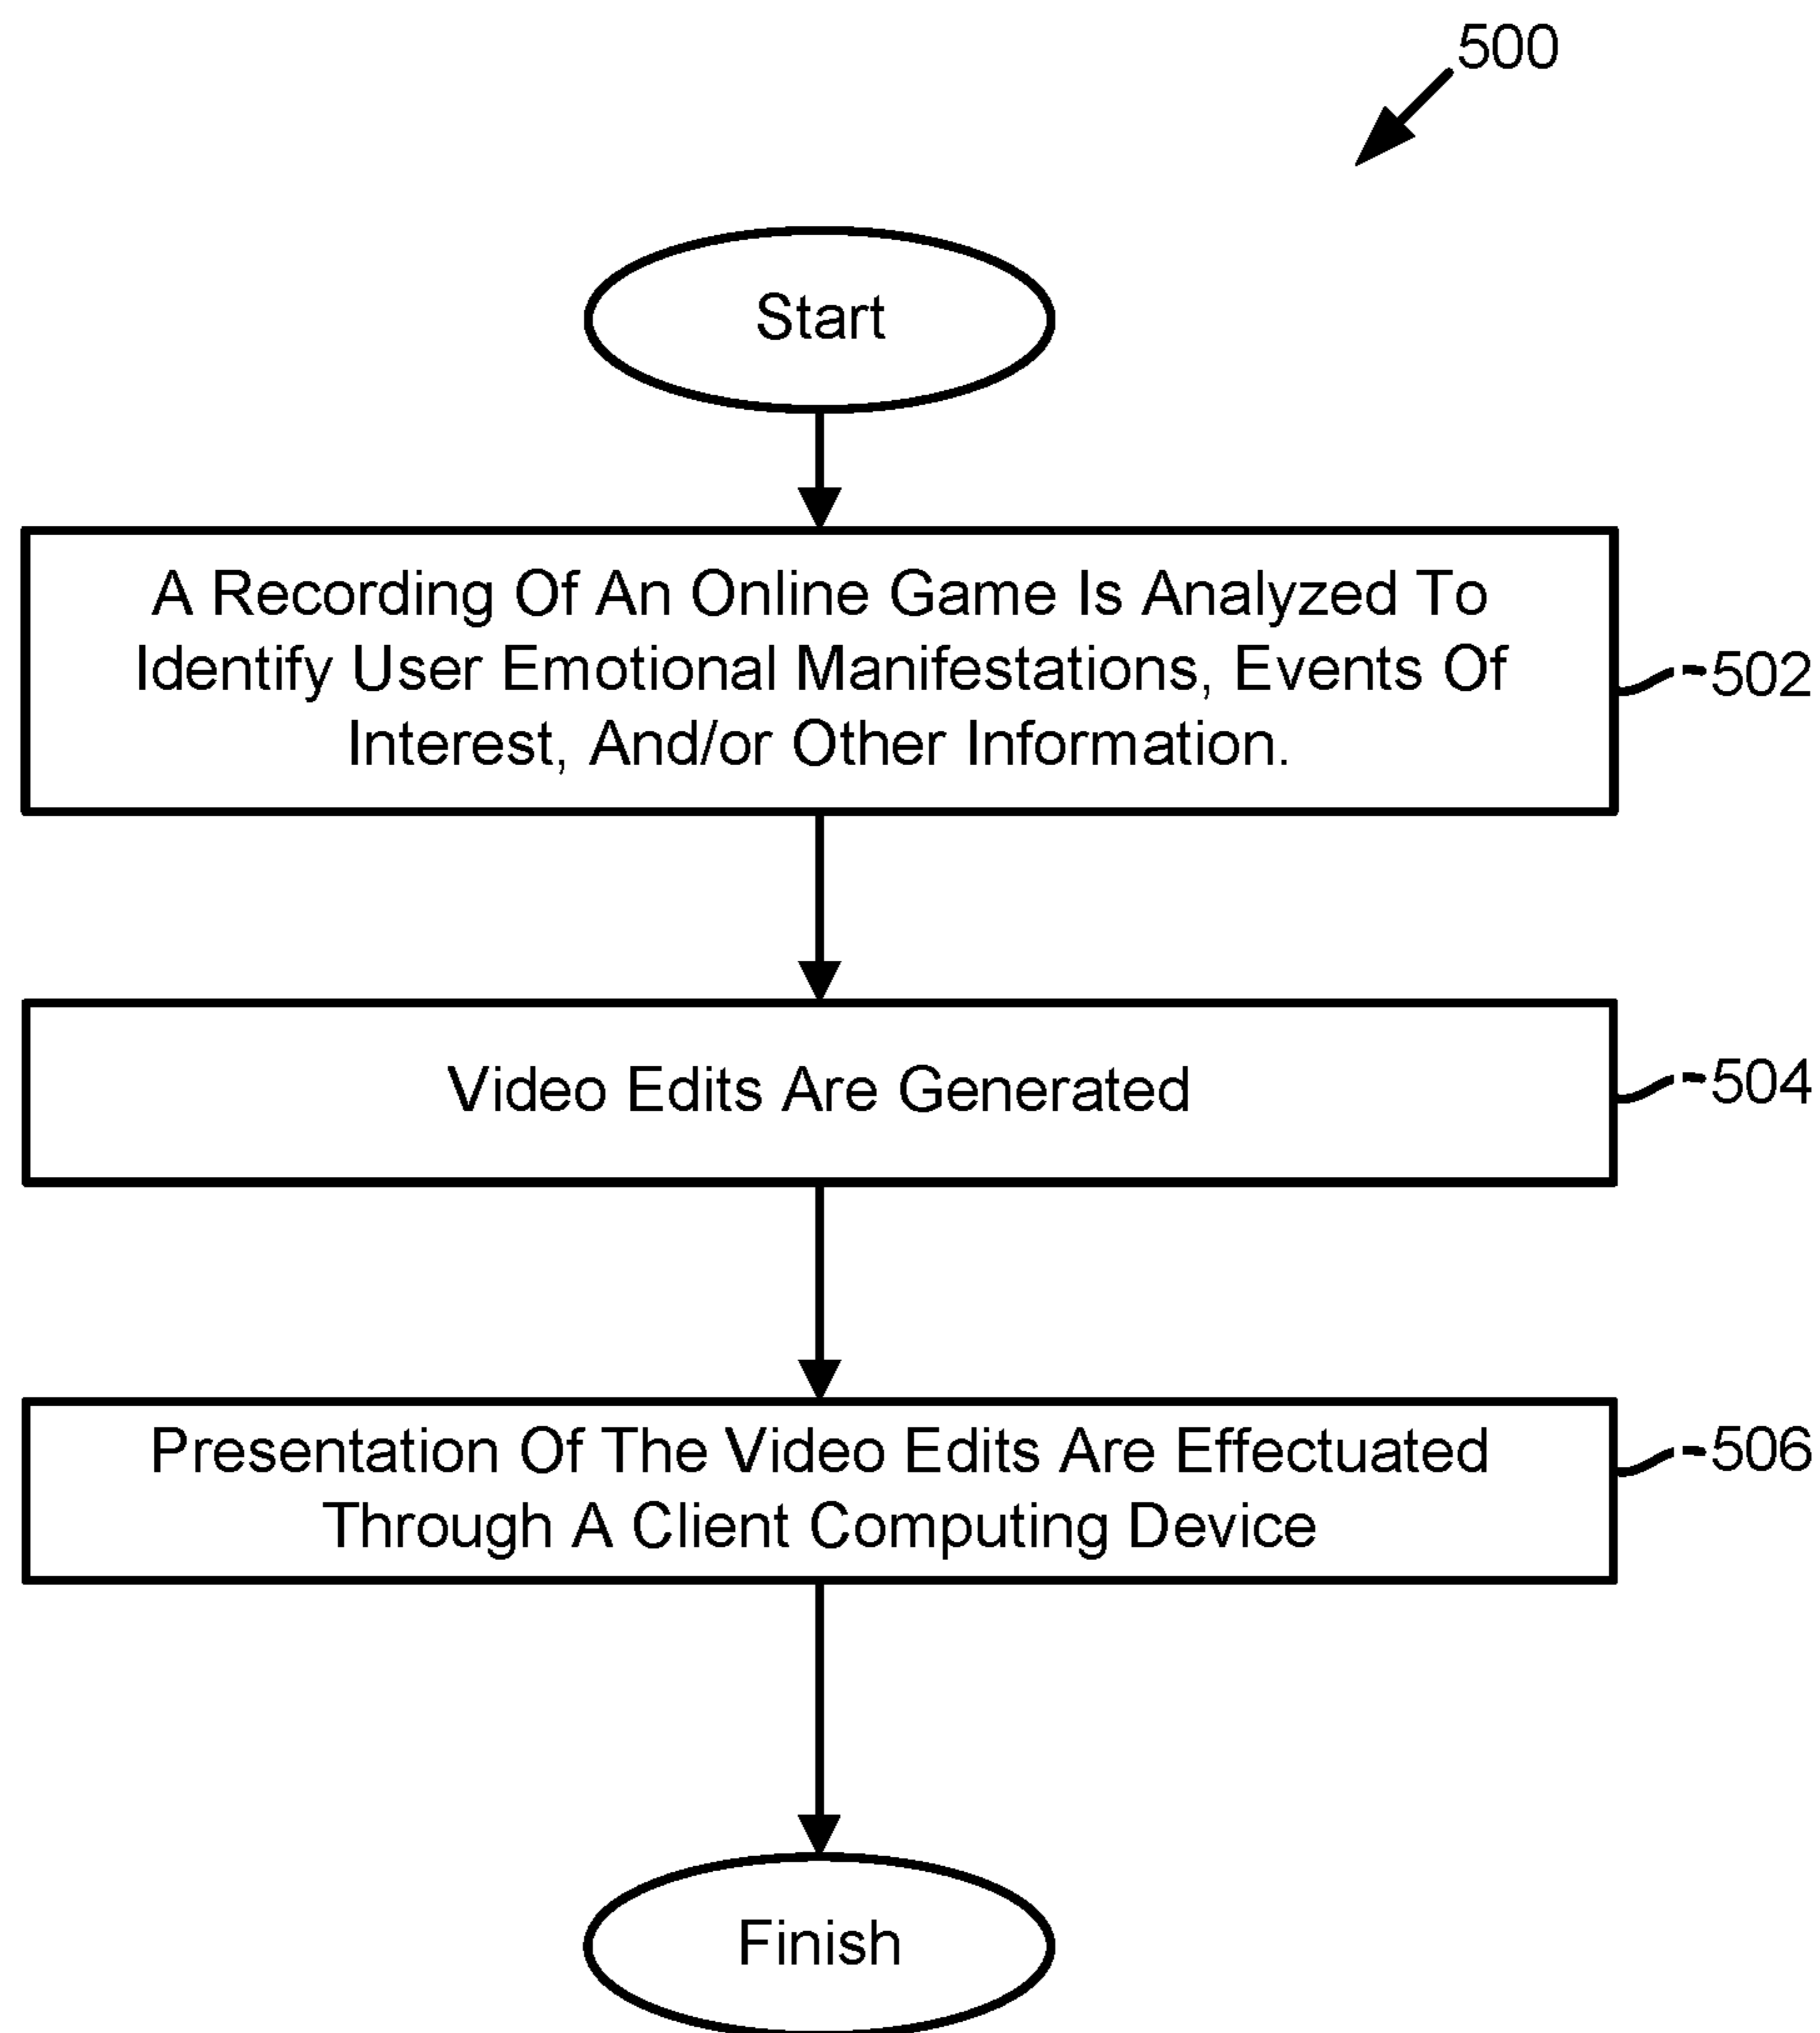 500
Start
A Recording Of An Online Game Is Analyzed To
Identify User Emotional Manifestations, Events Of
Interest, And/or Other Information.
502
Video Edits Are Generated
504
Presentation Of The Video Edits Are Effectuated
Through A Client Computing Device
506
Finish